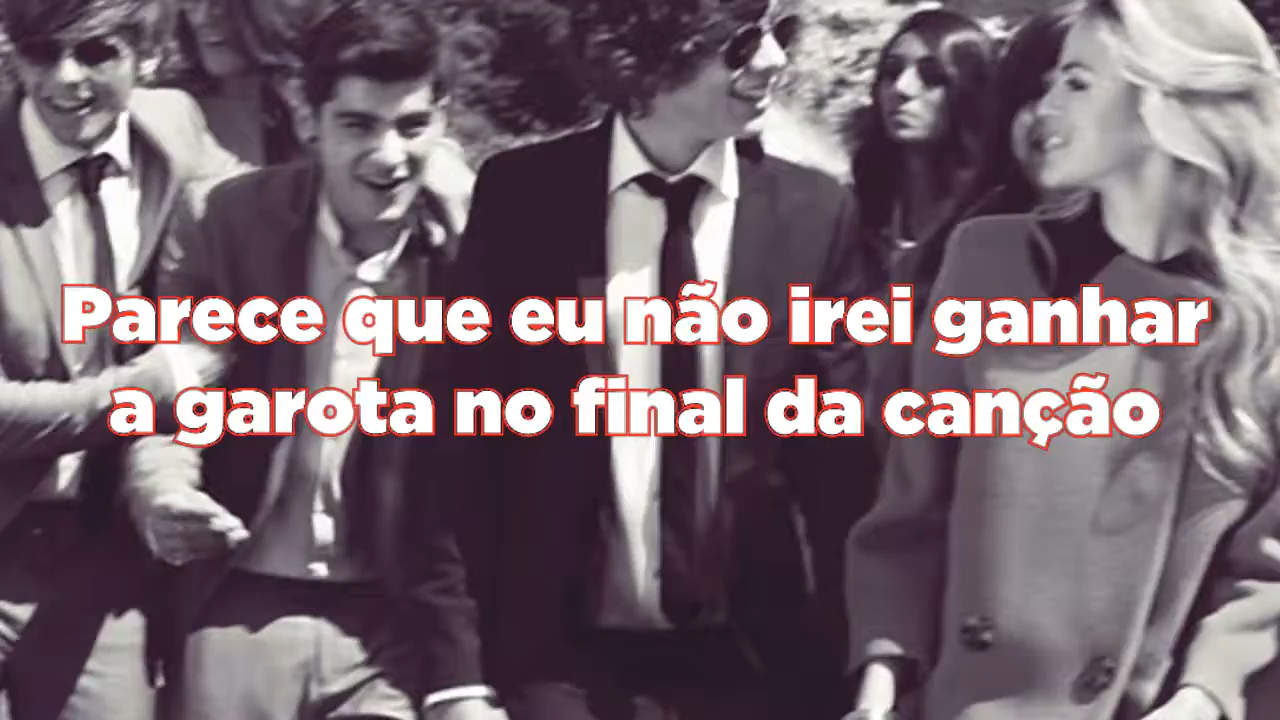 Parece que eu não irei ganhar
a garota no final da canção